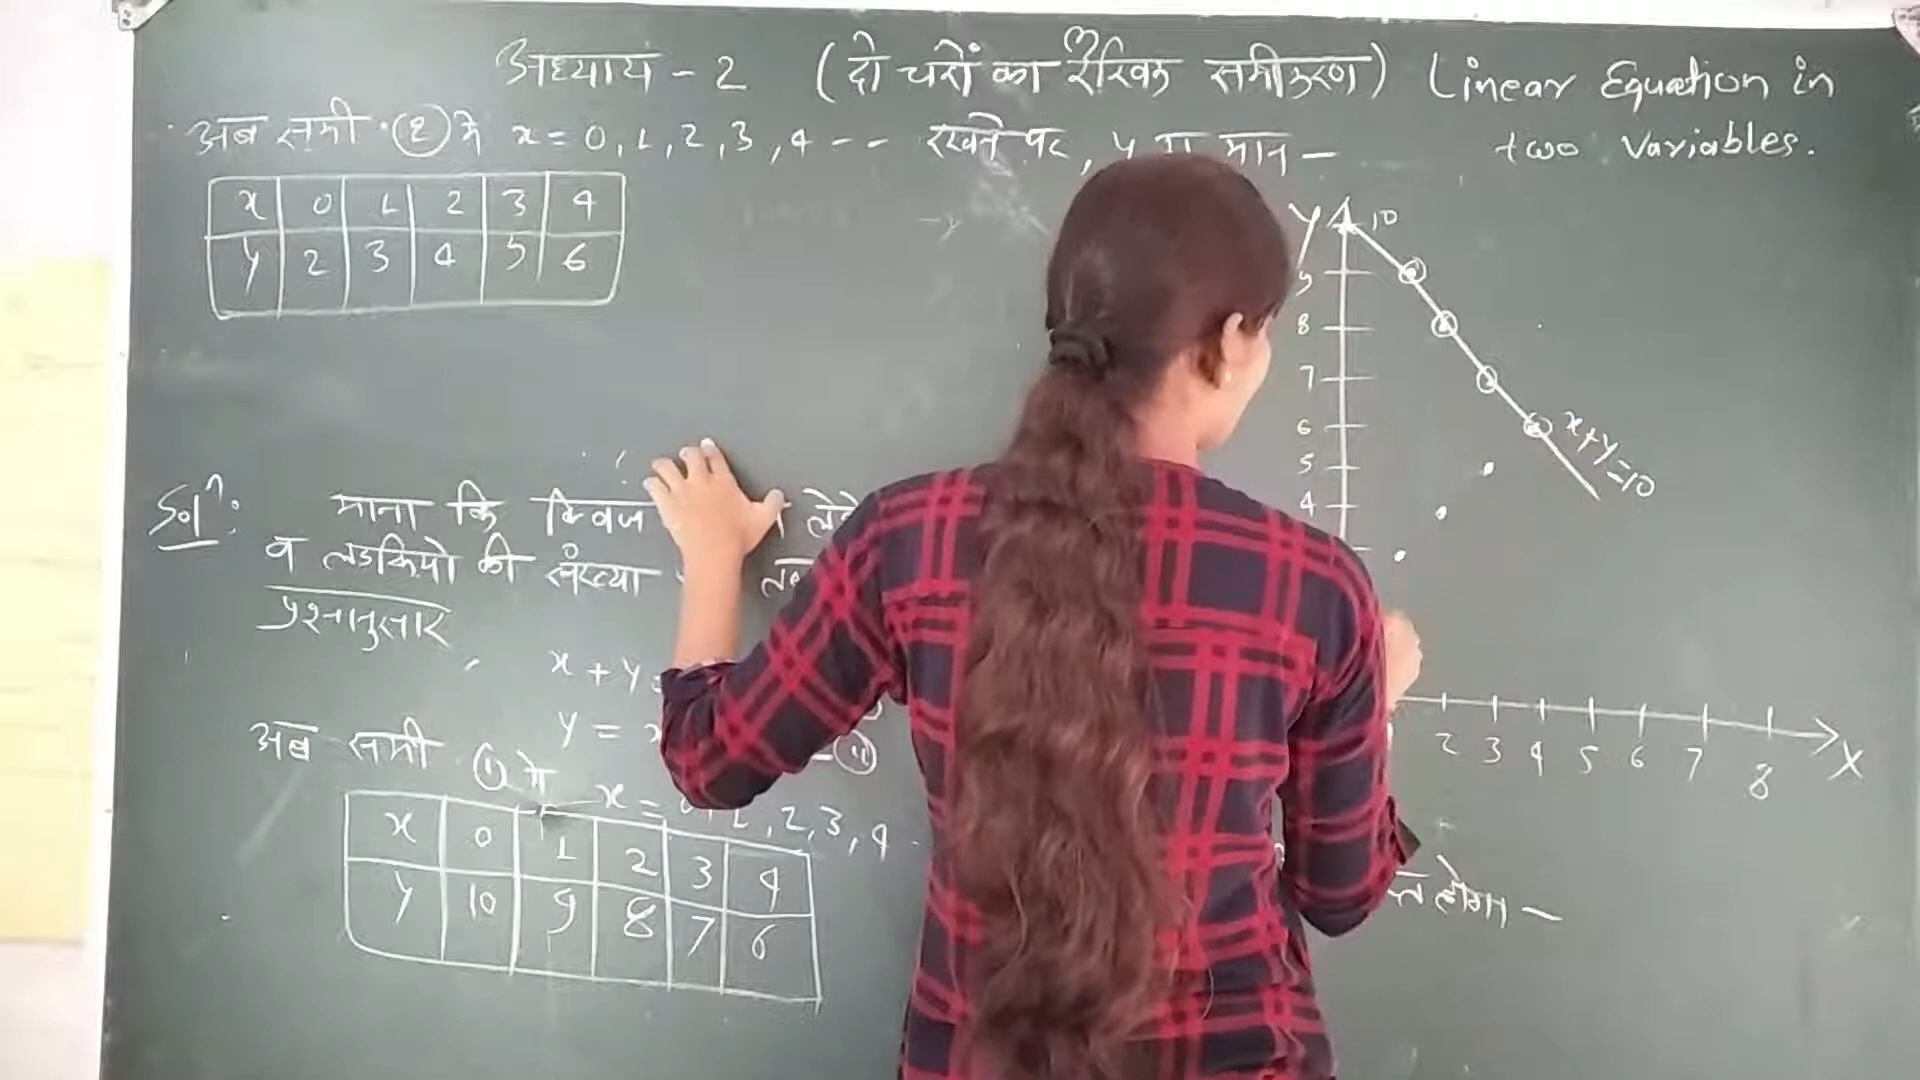 अध्याय - 2 (दो चरों का रैखिक समीकरण) Linear Equation in two Variables.
अब समी. (2) में x = 0, 1, 2, 3, 4 -- रखने पर, y का मान -
x 0 1 2 3 4
y 2 3 4 5 6
Solⁿ: माना कि क्विज
व लडकियो की संख्या
प्रश्नानुसार,
x + y
y = x
(11)
अब समी (1) में x = 0, 1, 2, 3, 4
x 0 1 2 3 4
y 10 9 8 7 6
होगा -
Y 10
9
8
7
6
5
4
x+y=10
2 3 4 5 6 7 8 X